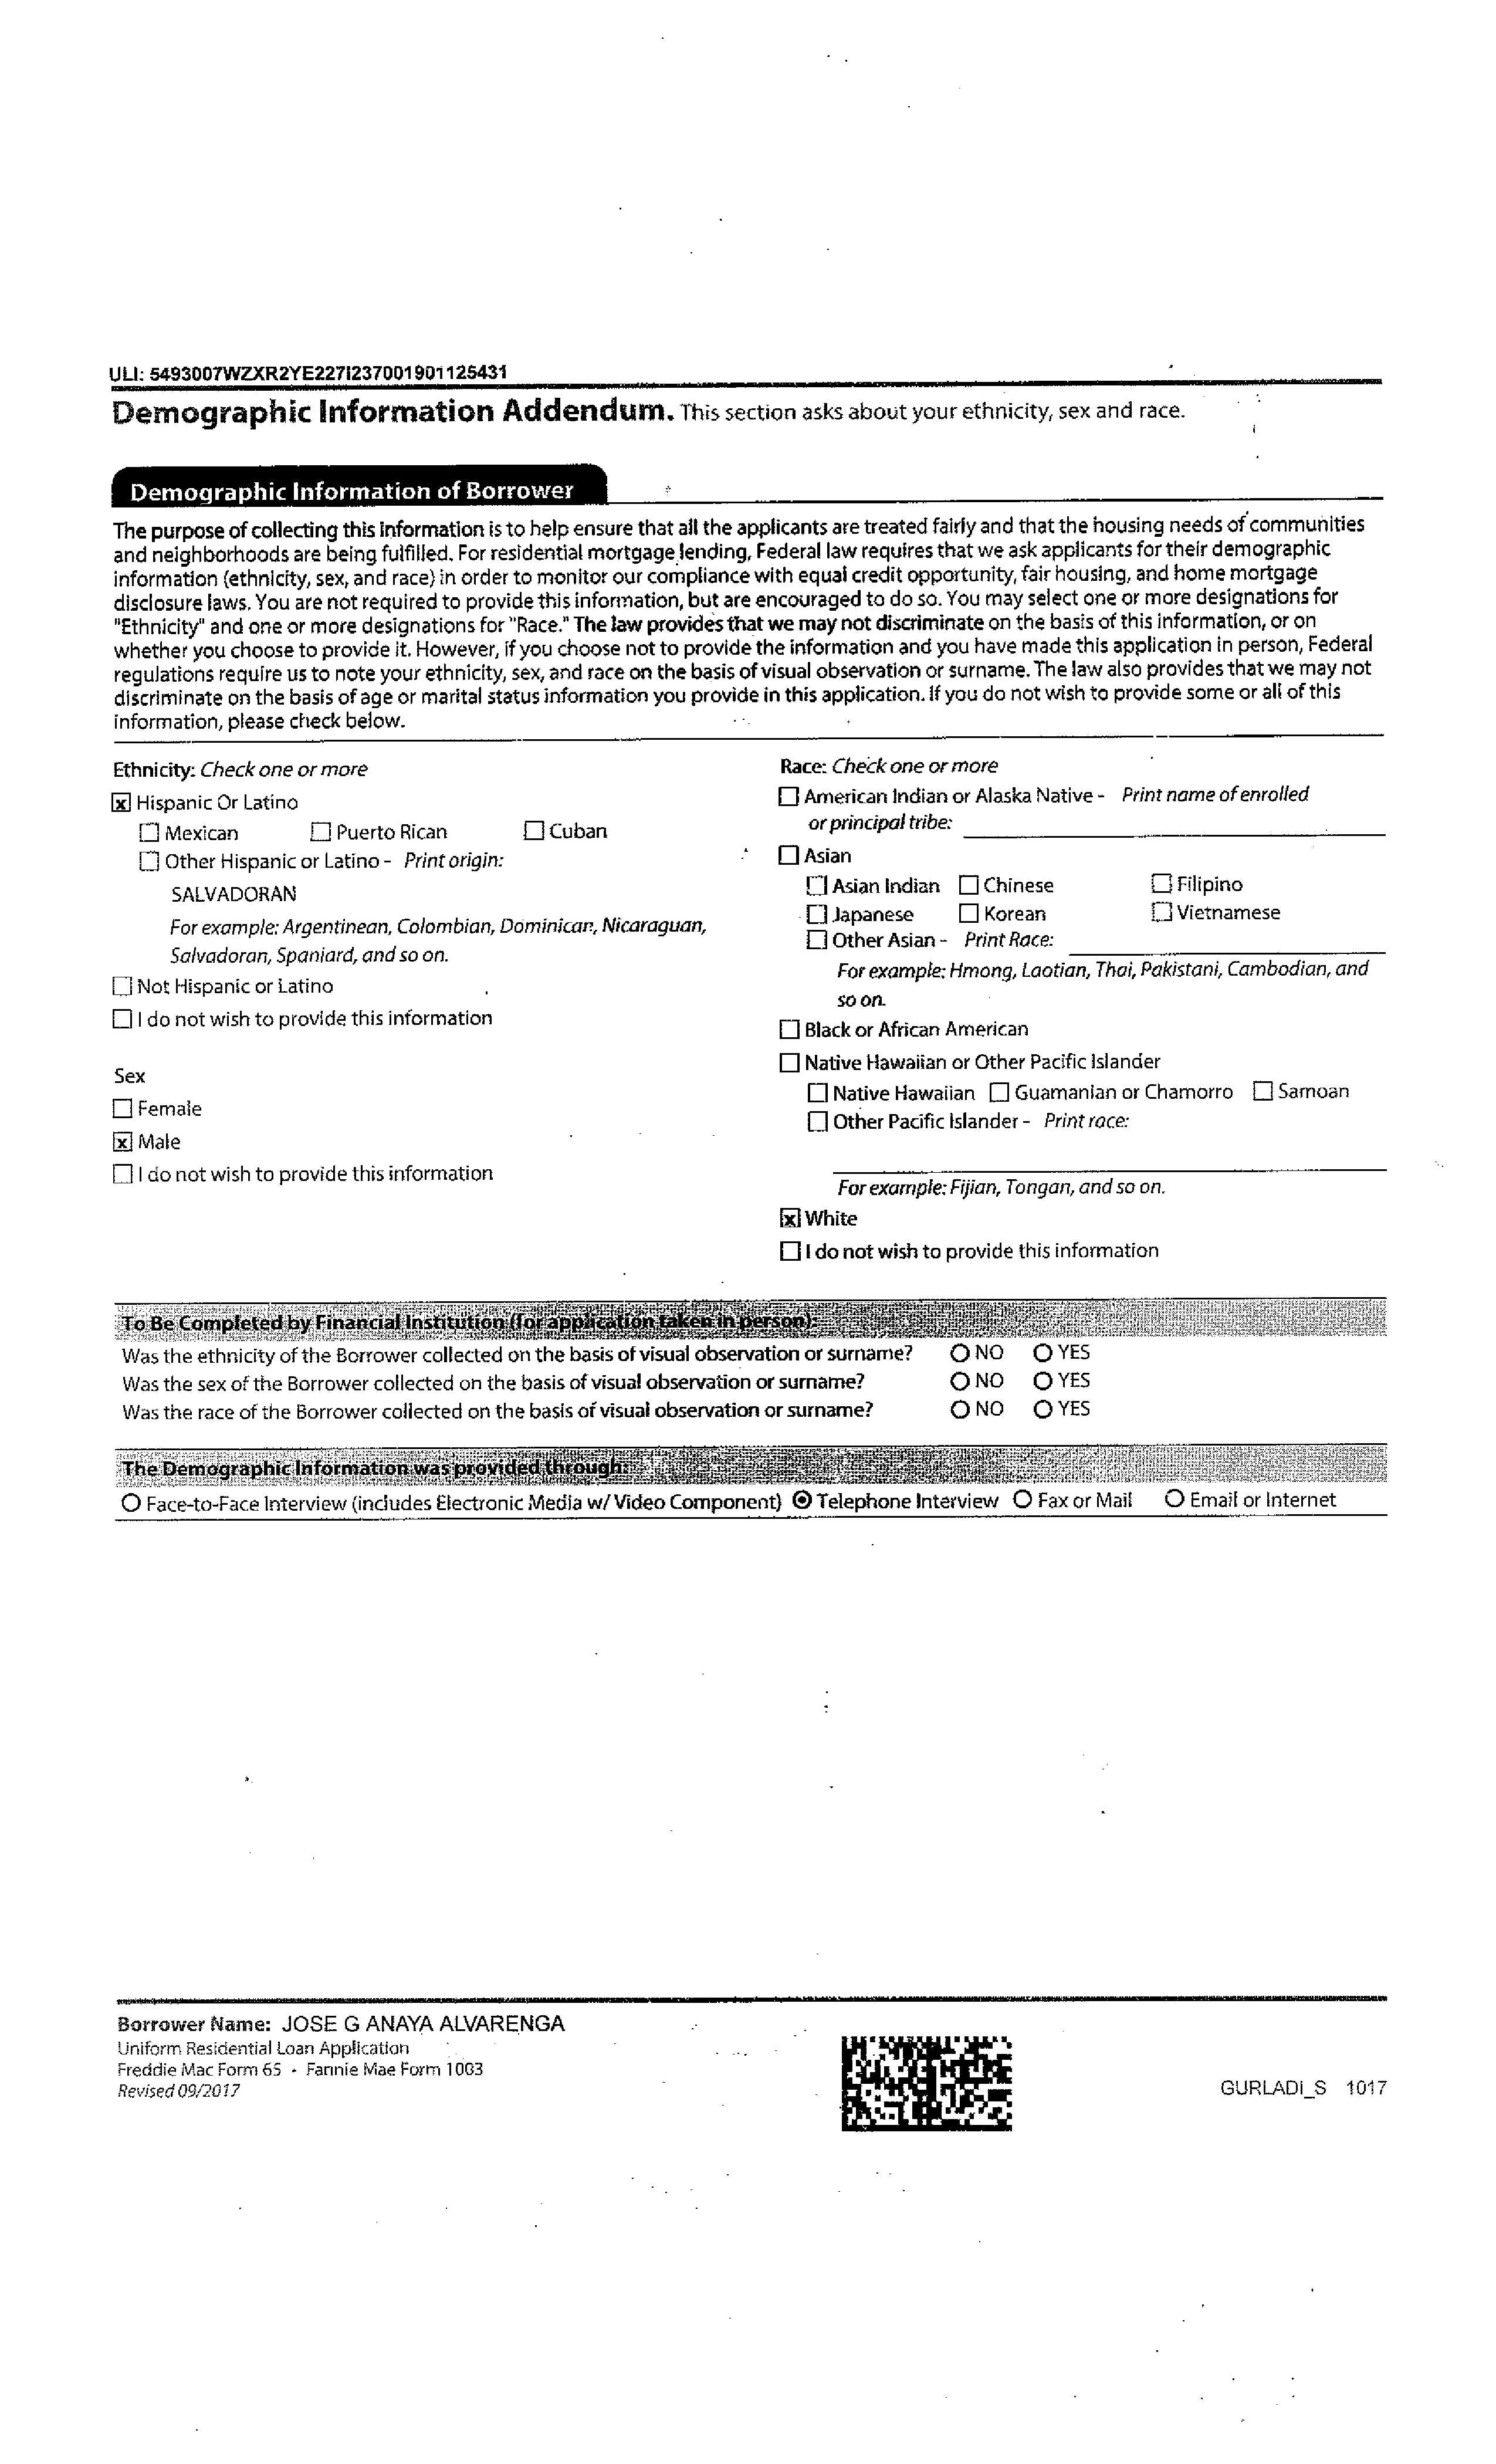 ULI: 5493007WZXR2YE227I237001901125431
Demographic Information Addendum. This section asks about your ethnicity, sex and race.
Demographic Information of Borrower
The purpose of collecting this information is to help ensure that all the applicants are treated fairly and that the housing needs of communities
and neighborhoods are being fulfilled. For residential mortgage lending, Federal law requires that we ask applicants for their demographic
information (ethnicity, sex, and race) in order to monitor our compliance with equal credit opportunity, fair housing, and home mortgage
disclosure laws. You are not required to provide this information, but are encouraged to do so. You may select one or more designations for
"Ethnicity" and one or more designations for "Race." The law provides that we may not discriminate on the basis of this information, or on
whether you choose to provide it. However, if you choose not to provide the information and you have made this application in person, Federal
regulations require us to note your ethnicity, sex, and race on the basis of visual observation or surname. The law also provides that we may not
discriminate on the basis of age or marital status information you provide in this application. If you do not wish to provide some or all of this
information, please check below.
Ethnicity: Check one or more
☒ Hispanic Or Latino
☐ Mexican ☐ Puerto Rican ☐ Cuban
☐ Other Hispanic or Latino - Print origin:
SALVADORAN
For example: Argentinean, Colombian, Dominican, Nicaraguan,
Salvadoran, Spaniard, and so on.
☐ Not Hispanic or Latino
☐ I do not wish to provide this information
Sex
☐ Female
☒ Male
☐ I do not wish to provide this information
Race: Check one or more
☐ American Indian or Alaska Native - Print name of enrolled
or principal tribe:
☐ Asian
☐ Asian Indian ☐ Chinese ☐ Filipino
☐ Japanese ☐ Korean ☐ Vietnamese
☐ Other Asian - Print Race:
For example: Hmong, Laotian, Thai, Pakistani, Cambodian, and
so on.
☐ Black or African American
☐ Native Hawaiian or Other Pacific Islander
☐ Native Hawaiian ☐ Guamanian or Chamorro ☐ Samoan
☐ Other Pacific Islander - Print race:
For example: Fijian, Tongan, and so on.
☒ White
☐ I do not wish to provide this information
To Be Completed by Financial Institution (for application taken in person):
Was the ethnicity of the Borrower collected on the basis of visual observation or surname? ○ NO ○ YES
Was the sex of the Borrower collected on the basis of visual observation or surname? ○ NO ○ YES
Was the race of the Borrower collected on the basis of visual observation or surname? ○ NO ○ YES
The Demographic Information was provided through:
○ Face-to-Face Interview (includes Electronic Media w/ Video Component) ◉ Telephone Interview ○ Fax or Mail ○ Email or Internet
Borrower Name: JOSE G ANAYA ALVARENGA
Uniform Residential Loan Application
Freddie Mac Form 65 • Fannie Mae Form 1003
Revised 09/2017
GURLADI_S 1017